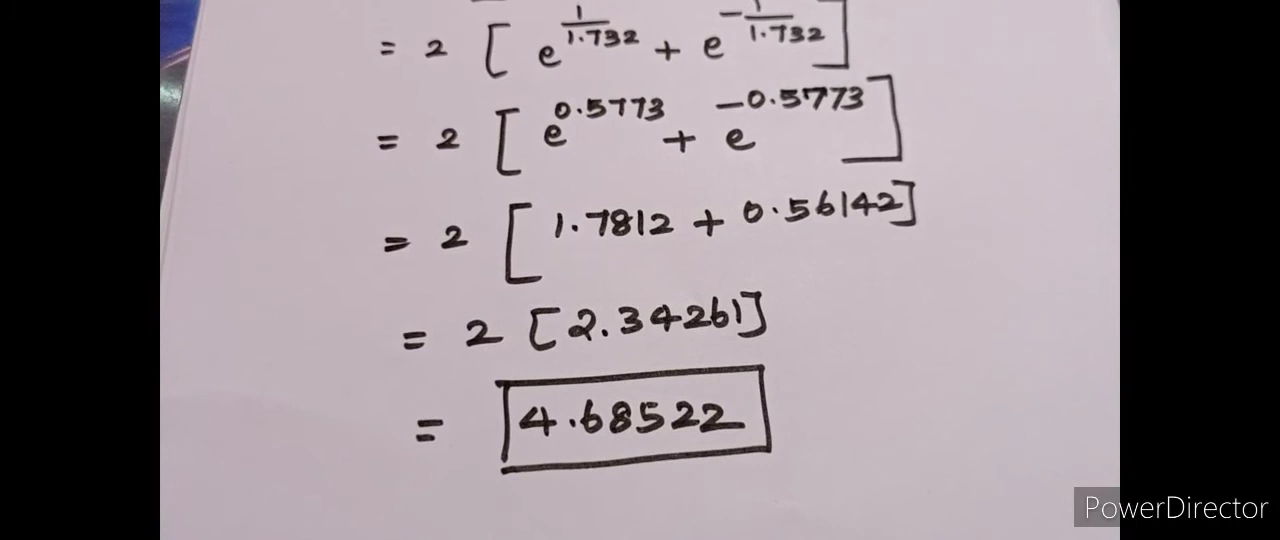 = 2 [ e^{1/1.732} + e^{-1/1.732} ]
= 2 [ e^{0.5773} + e^{-0.5773} ]
= 2 [ 1.7812 + 0.56142 ]
= 2 [2.34261]
= 4.68522
PowerDirector